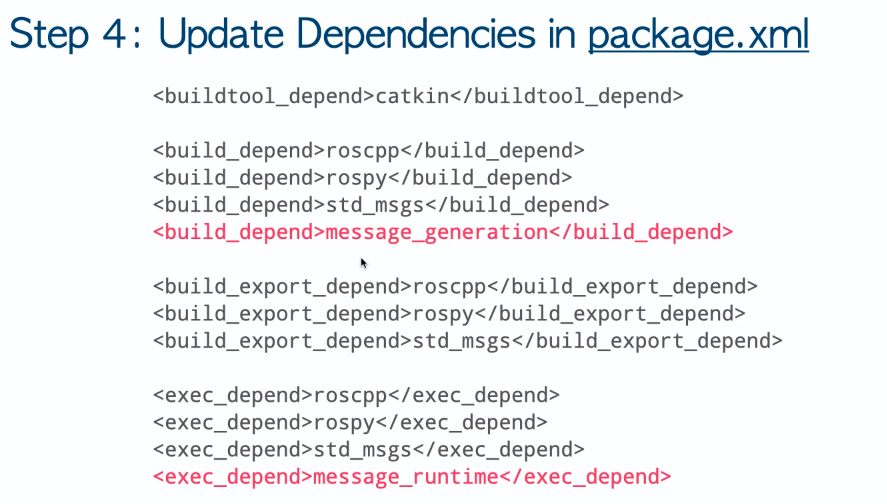 Step 4: Update Dependencies in package.xml
<buildtool_depend>catkin</buildtool_depend>
<build_depend>roscpp</build_depend>
<build_depend>rospy</build_depend>
<build_depend>std_msgs</build_depend>
<build_depend>message_generation</build_depend>
<build_export_depend>roscpp</build_export_depend>
<build_export_depend>rospy</build_export_depend>
<build_export_depend>std_msgs</build_export_depend>
<exec_depend>roscpp</exec_depend>
<exec_depend>rospy</exec_depend>
<exec_depend>std_msgs</exec_depend>
<exec_depend>message_runtime</exec_depend>